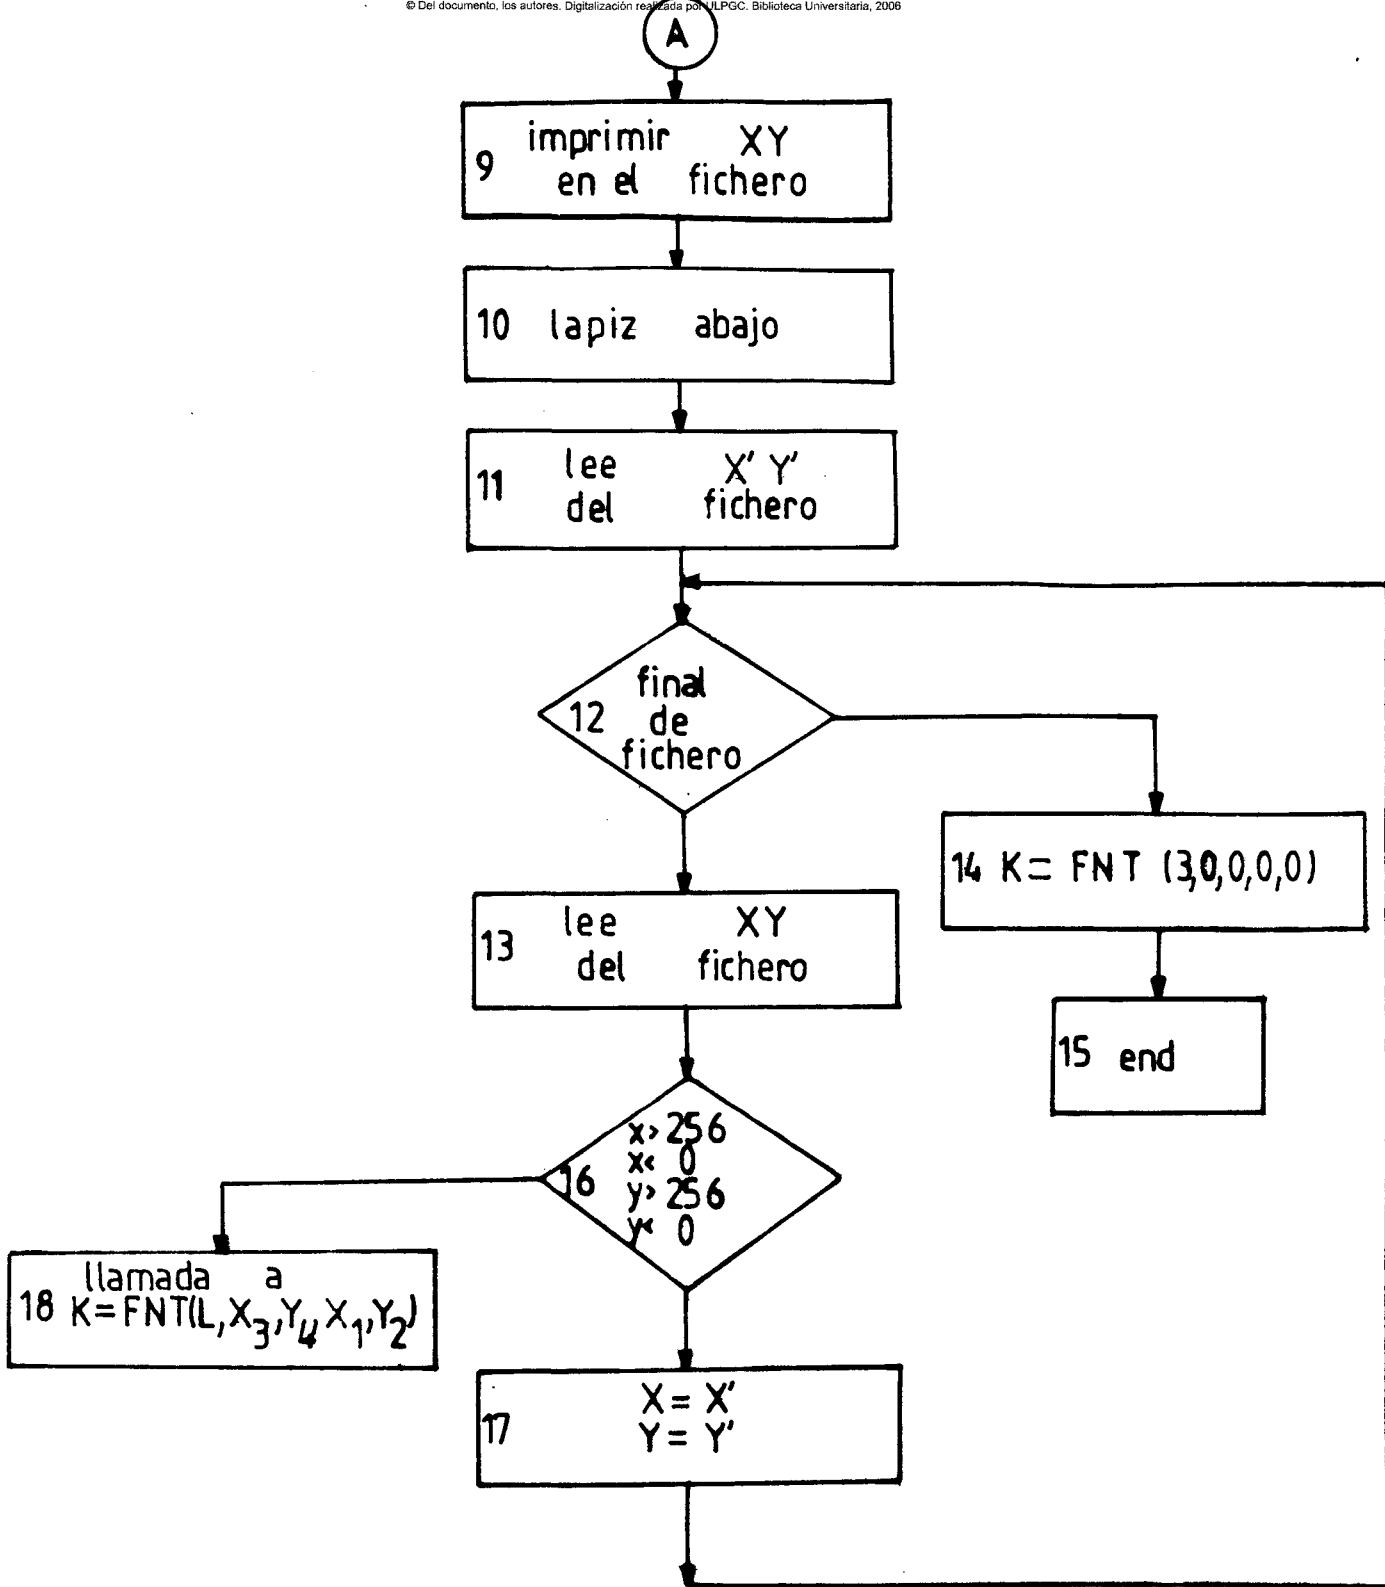 © Del documento, los autores. Digitalización realizada por ULPGC. Biblioteca Universitaria, 2006
A
9 imprimir XY
en el fichero
10 lapiz abajo
11 lee X' Y'
del fichero
12 final
de
fichero
13 lee XY
del fichero
14 K= FNT (3,0,0,0,0)
15 end
16 x> 256
x< 0
y> 256
y< 0
18 llamada a
K=FNT(L,X3,Y4 X1,Y2)
17 X= X'
Y= Y'